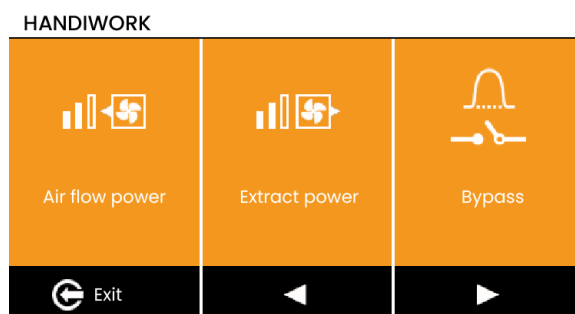 HANDIWORK
Air flow power
Extract power
Bypass
Exit